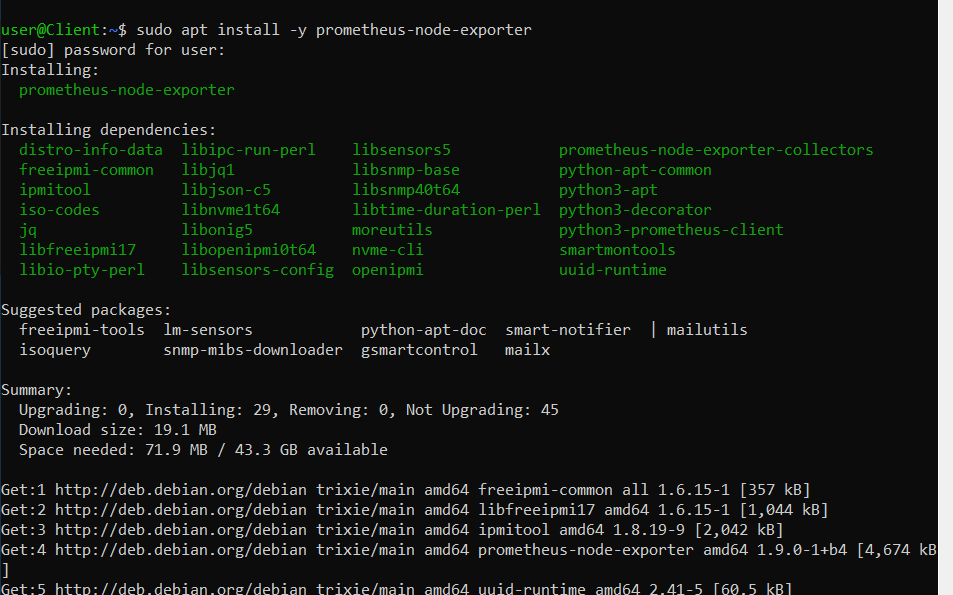 user@Client:~$ sudo apt install -y prometheus-node-exporter
[sudo] password for user:
Installing:
  prometheus-node-exporter

Installing dependencies:
  distro-info-data  libipc-run-perl    libsensors5            prometheus-node-exporter-collectors
  freeipmi-common   libjq1             libsnmp-base           python-apt-common
  ipmitool          libjson-c5         libsnmp40t64           python3-apt
  iso-codes         libnvme1t64        libtime-duration-perl  python3-decorator
  jq                libonig5           moreutils              python3-prometheus-client
  libfreeipmi17     libopenipmi0t64    nvme-cli               smartmontools
  libio-pty-perl    libsensors-config  openipmi               uuid-runtime

Suggested packages:
  freeipmi-tools  lm-sensors            python-apt-doc  smart-notifier  | mailutils
  isoquery        snmp-mibs-downloader  gsmartcontrol   mailx

Summary:
  Upgrading: 0, Installing: 29, Removing: 0, Not Upgrading: 45
  Download size: 19.1 MB
  Space needed: 71.9 MB / 43.3 GB available

Get:1 http://deb.debian.org/debian trixie/main amd64 freeipmi-common all 1.6.15-1 [357 kB]
Get:2 http://deb.debian.org/debian trixie/main amd64 libfreeipmi17 amd64 1.6.15-1 [1,044 kB]
Get:3 http://deb.debian.org/debian trixie/main amd64 ipmitool amd64 1.8.19-9 [2,042 kB]
Get:4 http://deb.debian.org/debian trixie/main amd64 prometheus-node-exporter amd64 1.9.0-1+b4 [4,674 kB
]
Get:5 http://deb.debian.org/debian trixie/main amd64 uuid-runtime amd64 2.41-5 [60.5 kB]